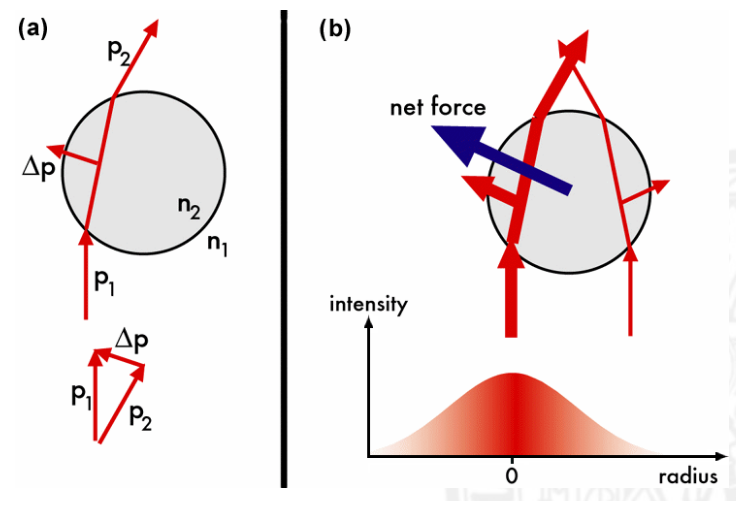 (a)
p2
Δp
n2
n1
p1
Δp
p1
p2
(b)
net force
intensity
0
radius